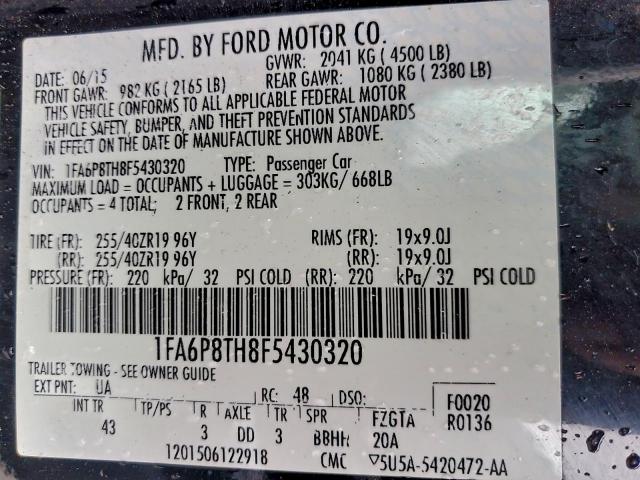 MFD. BY FORD MOTOR CO.
DATE: 06/15 GVWR: 2041 KG ( 4500 LB)
FRONT GAWR: 982 KG ( 2165 LB) REAR GAWR: 1080 KG ( 2380 LB)
THIS VEHICLE CONFORMS TO ALL APPLICABLE FEDERAL MOTOR
VEHICLE SAFETY, BUMPER, AND THEFT PREVENTION STANDARDS
IN EFFECT ON THE DATE OF MANUFACTURE SHOWN ABOVE.
VIN: 1FA6P8TH8F5430320 TYPE: Passenger Car
MAXIMUM LOAD = OCCUPANTS + LUGGAGE = 303KG/ 668LB
OCCUPANTS = 4 TOTAL; 2 FRONT, 2 REAR
TIRE (FR): 255/40ZR19 96Y RIMS (FR): 19x9.0J
(RR): 255/40ZR19 96Y (RR): 19x9.0J
PRESSURE (FR): 220 kPa/ 32 PSI COLD (RR): 220 kPa/ 32 PSI COLD
1FA6P8TH8F5430320
TRAILER TOWING - SEE OWNER GUIDE
EXT PNT: UA RC: 48 DSO: F0020
INT TR TP/PS R AXLE TR SPR FZGTA R0136
43 3 DD 3 BBHH 20A
1201506122918 CMC ▽5U5A-5420472-AA